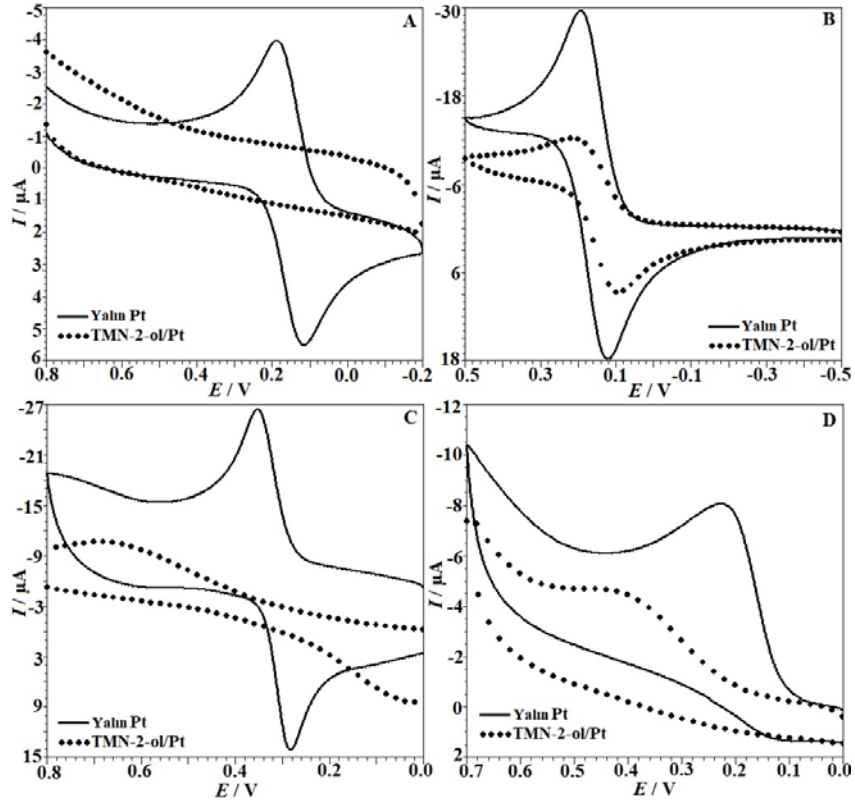 A
-5
-4
-3
-2
-1
0
1
2
3
4
5
6
I / µA
Yalın Pt
TMN-2-ol/Pt
0.8 0.6 0.4 0.2 0.0 -0.2
E / V
B
-30
-18
-6
6
18
I / µA
Yalın Pt
TMN-2-ol/Pt
0.5 0.3 0.1 -0.1 -0.3 -0.5
E / V
C
-27
-21
-15
-9
-3
3
9
15
I / µA
Yalın Pt
TMN-2-ol/Pt
0.8 0.6 0.4 0.2 0.0
E / V
D
-12
-10
-8
-6
-4
-2
0
2
I / µA
Yalın Pt
TMN-2-ol/Pt
0.7 0.6 0.5 0.4 0.3 0.2 0.1 0.0
E / V